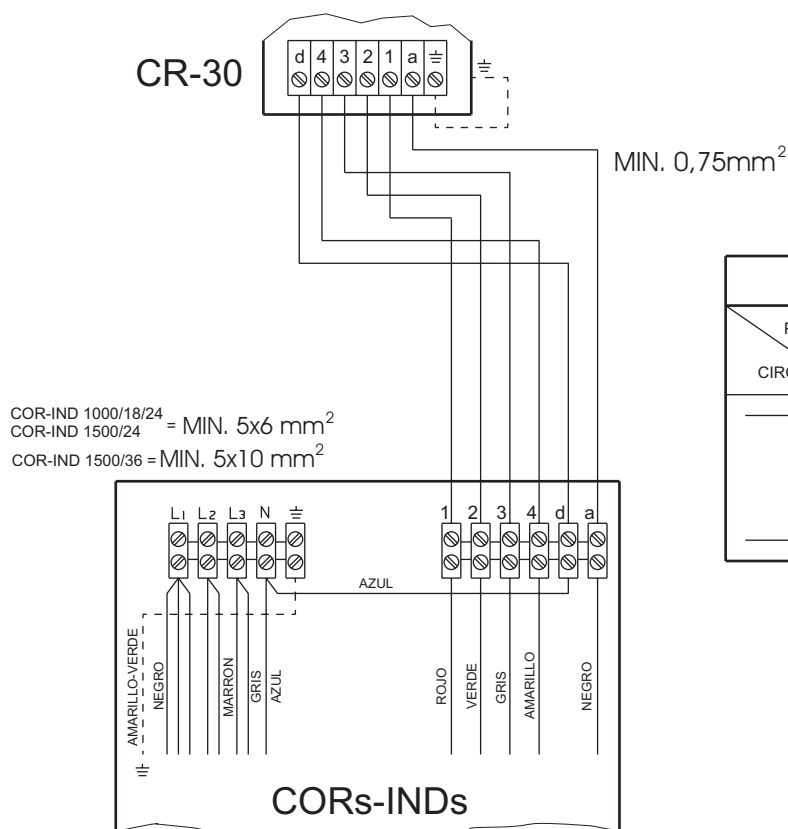 d 4 3 2 1 a
CR-30
MIN. 0,75mm²
COR-IND 1000/18/24
COR-IND 1500/24 = MIN. 5x6 mm²
COR-IND 1500/36 = MIN. 5x10 mm²
L1 L2 L3 N
1 2 3 4 d a
AZUL
AMARILLO-VERDE
NEGRO
MARRON
GRIS
AZUL
ROJO
VERDE
GRIS
AMARILLO
NEGRO
CORs-INDs